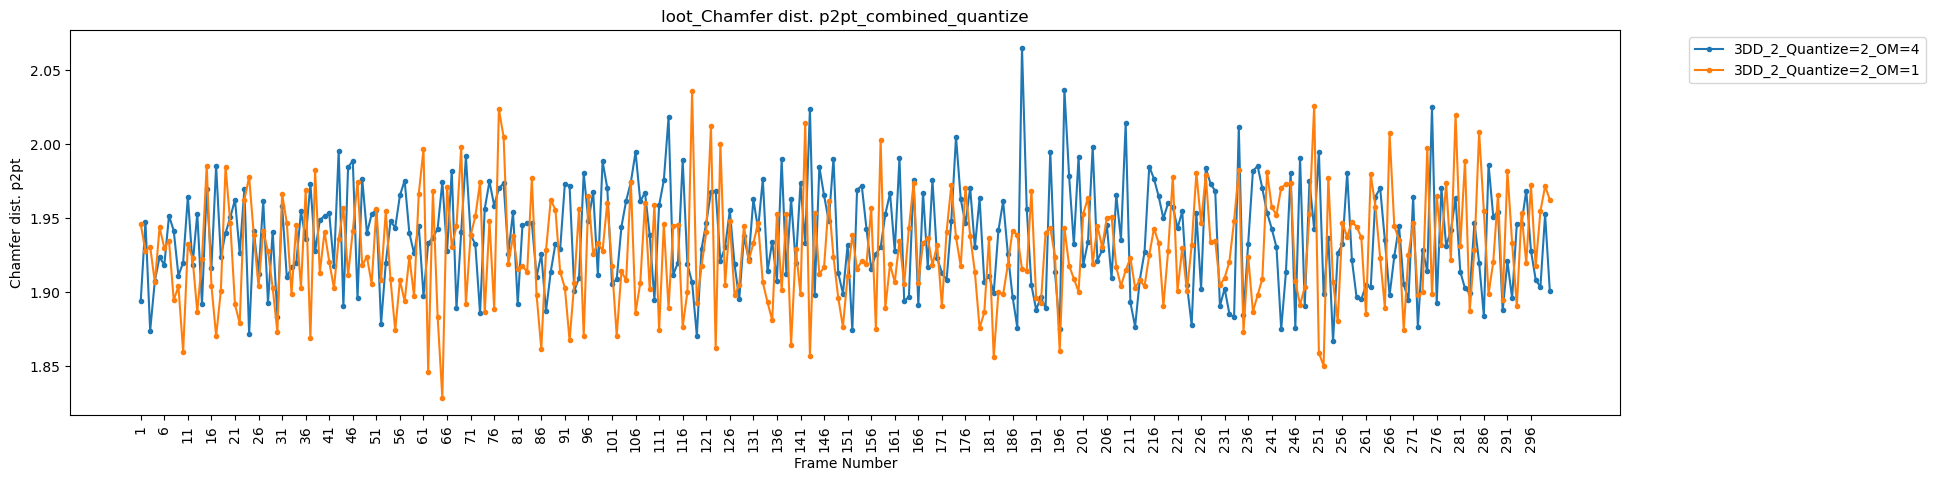 loot_Chamfer dist. p2pt_combined_quantize
3DD_2_Quantize=2_OM=4
3DD_2_Quantize=2_OM=1
Chamfer dist. p2pt
2.05
2.00
1.95
1.90
1.85
1 6 11 16 21 26 31 36 41 46 51 56 61 66 71 76 81 86 91 96 101 106 111 116 121 126 131 136 141 146 151 156 161 166 171 176 181 186 191 196 201 206 211 216 221 226 231 236 241 246 251 256 261 266 271 276 281 286 291 296
Frame Number